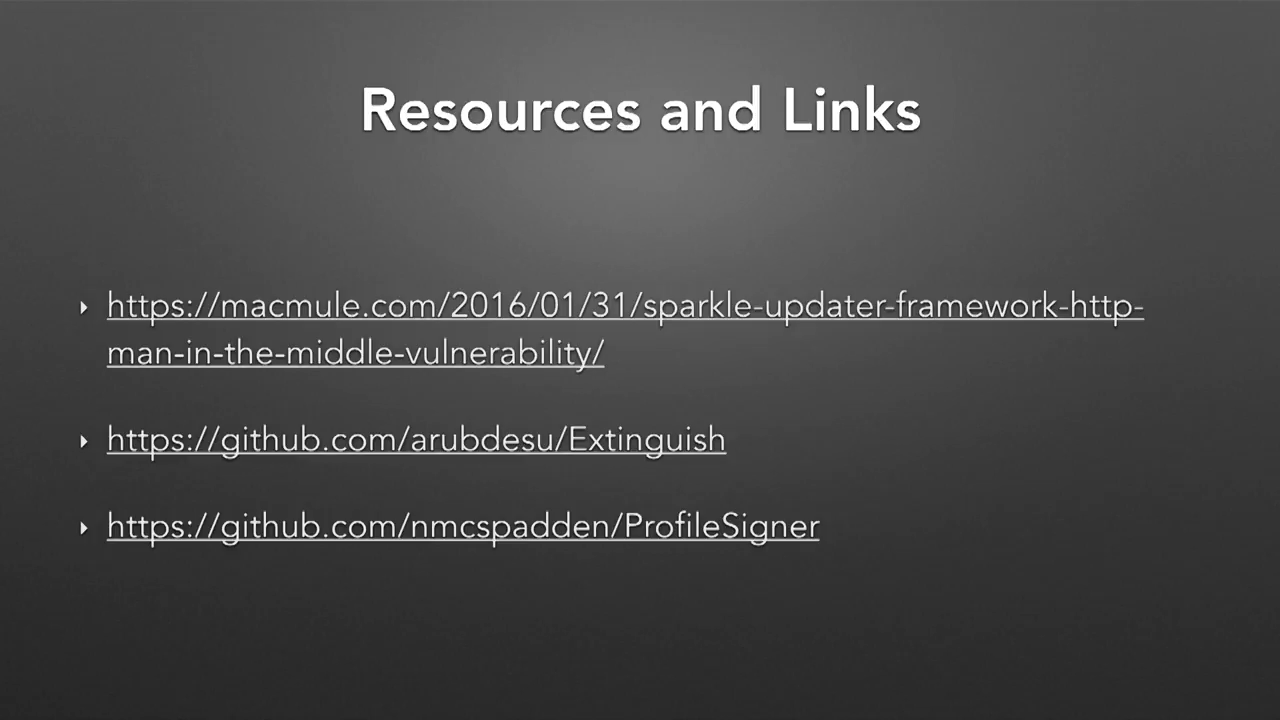 Resources and Links
https://macmule.com/2016/01/31/sparkle-updater-framework-http-
man-in-the-middle-vulnerability/
https://github.com/arubdesu/Extinguish
https://github.com/nmcspadden/ProfileSigner